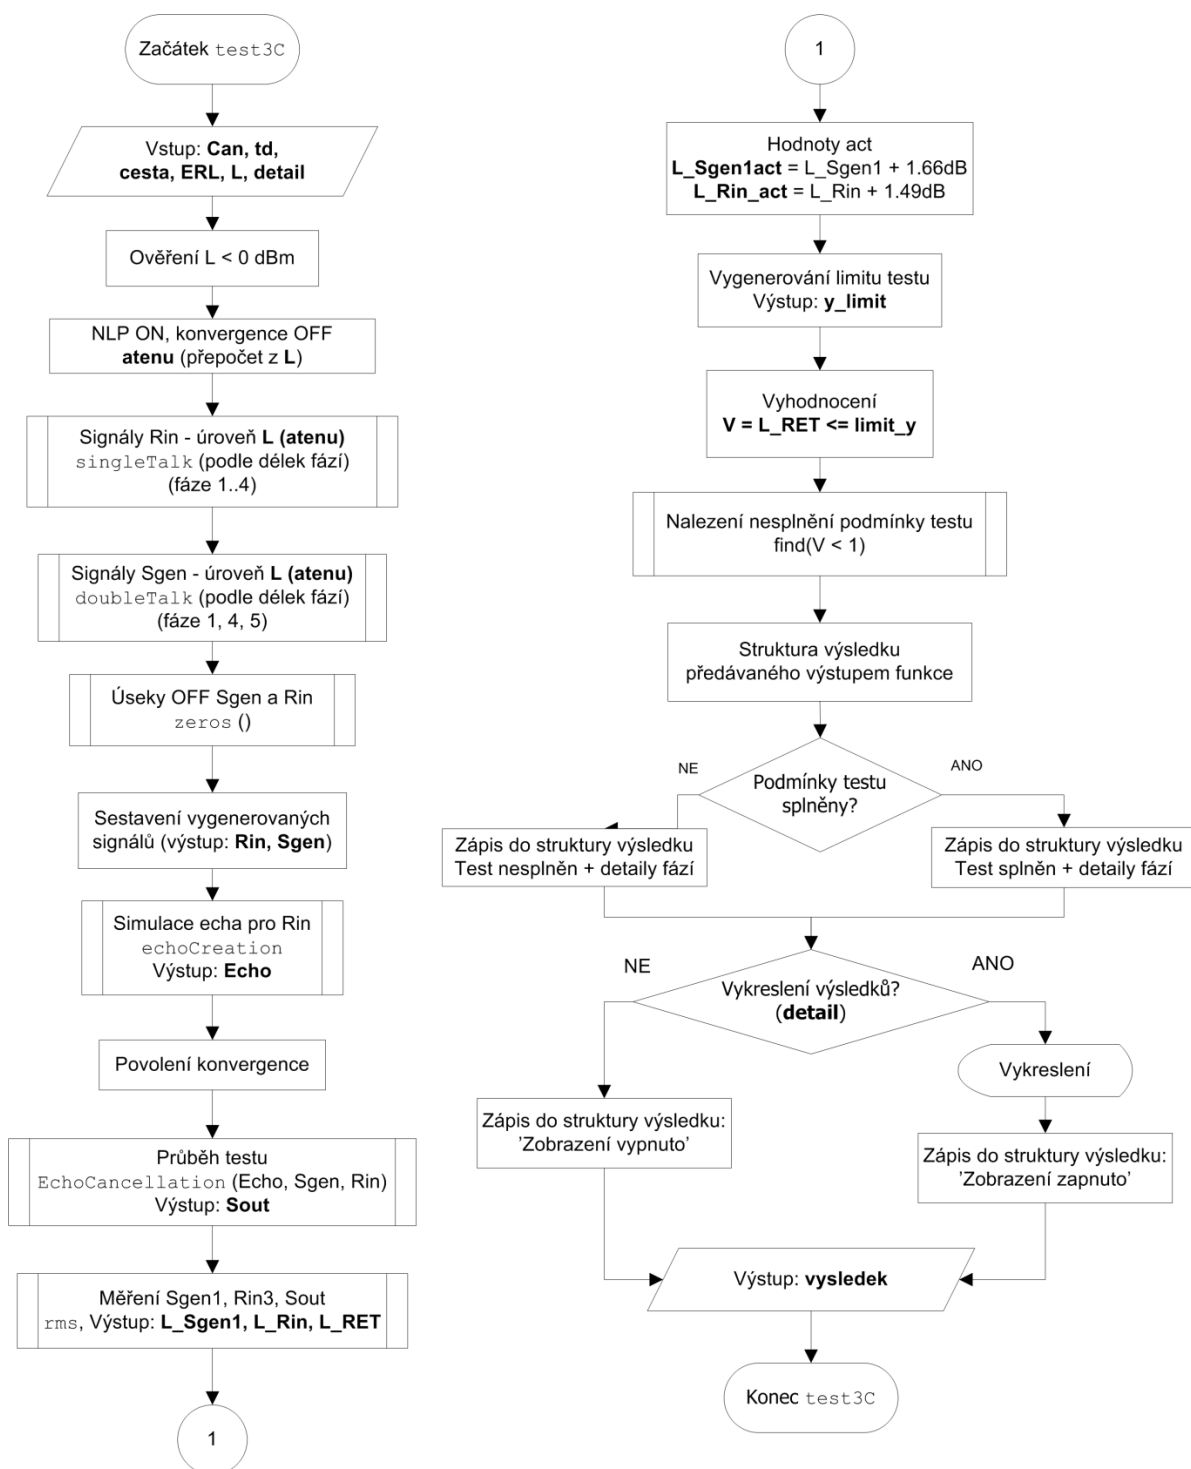 Začátek test3C
Vstup: Can, td,
cesta, ERL, L, detail
Ověření L < 0 dBm
NLP ON, konvergence OFF
atenu (přepočet z L)
Signály Rin - úroveň L (atenu)
singleTalk (podle délek fází)
(fáze 1..4)
Signály Sgen - úroveň L (atenu)
doubleTalk (podle délek fází)
(fáze 1, 4, 5)
Úseky OFF Sgen a Rin
zeros ()
Sestavení vygenerovaných
signálů (výstup: Rin, Sgen)
Simulace echa pro Rin
echoCreation
Výstup: Echo
Povolení konvergence
Průběh testu
EchoCancellation (Echo, Sgen, Rin)
Výstup: Sout
Měření Sgen1, Rin3, Sout
rms, Výstup: L_Sgen1, L_Rin, L_RET
1
1
Hodnoty act
L_Sgen1act = L_Sgen1 + 1.66dB
L_Rin_act = L_Rin + 1.49dB
Vygenerování limitu testu
Výstup: y_limit
Vyhodnocení
V = L_RET <= limit_y
Nalezení nesplnění podmínky testu
find(V < 1)
Struktura výsledku
předávaného výstupem funkce
Podmínky testu
splněny?
NE
ANO
Zápis do struktury výsledku
Test nesplněn + detaily fází
Zápis do struktury výsledku
Test splněn + detaily fází
Vykreslení výsledků?
(detail)
NE
ANO
Vykreslení
Zápis do struktury výsledku:
’Zobrazení vypnuto’
Zápis do struktury výsledku:
’Zobrazení zapnuto’
Výstup: vysledek
Konec test3C